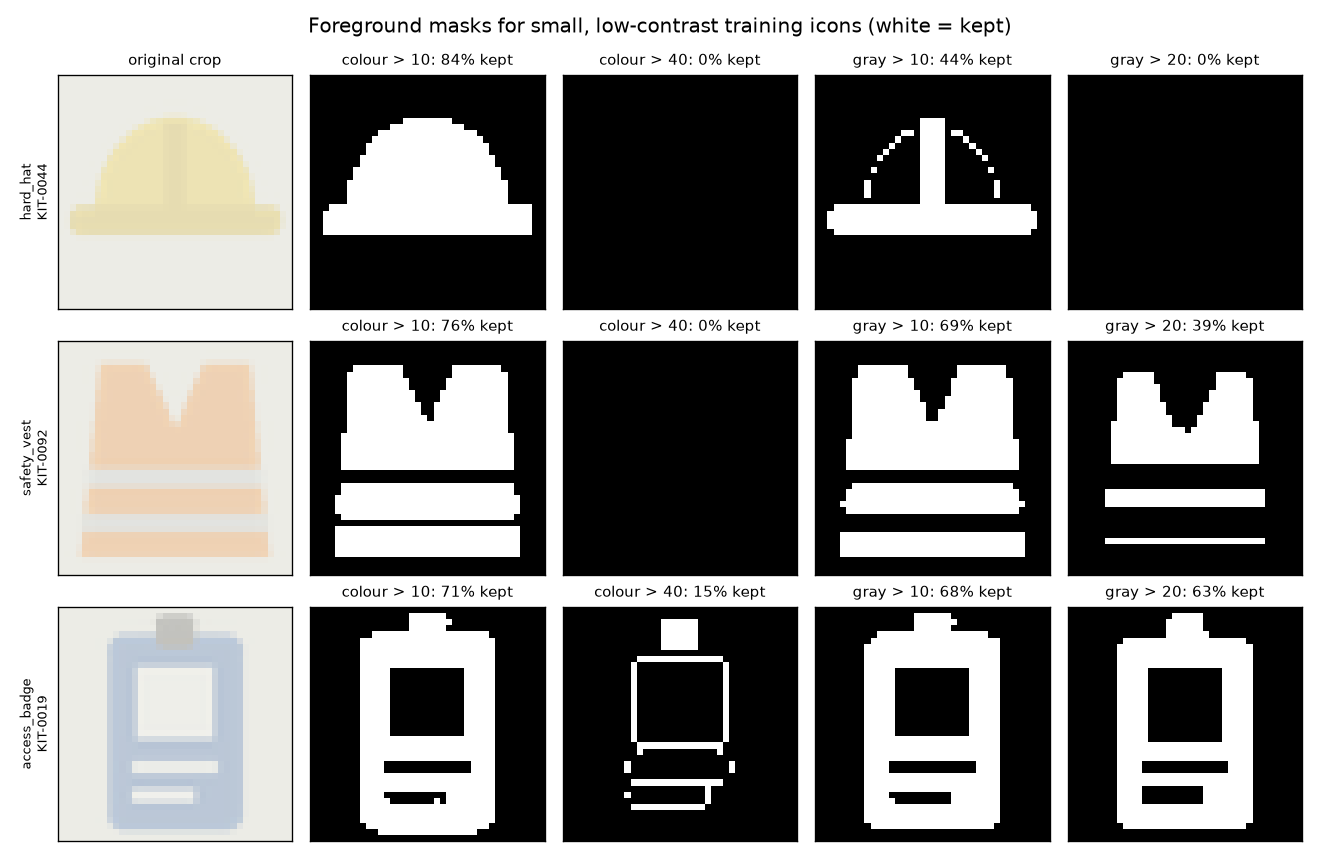 Foreground masks for small, low-contrast training icons (white = kept)
original crop
colour > 10: 84% kept
colour > 40: 0% kept
gray > 10: 44% kept
gray > 20: 0% kept
hard_hat
KIT-0044
colour > 10: 76% kept
colour > 40: 0% kept
gray > 10: 69% kept
gray > 20: 39% kept
safety_vest
KIT-0092
colour > 10: 71% kept
colour > 40: 15% kept
gray > 10: 68% kept
gray > 20: 63% kept
access_badge
KIT-0019